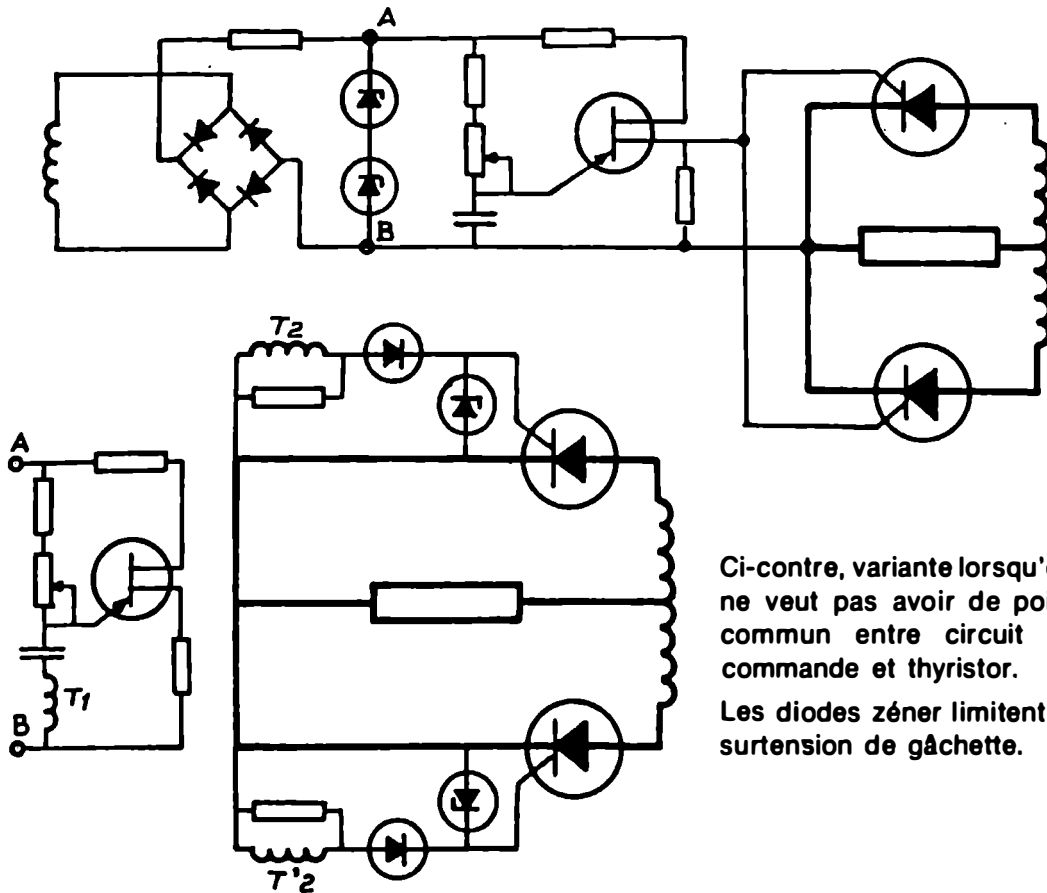 A
B
T2
A
T1
B
T'2
Ci-contre, variante lorsqu'
ne veut pas avoir de
commun entre circuit
commande et thyristor.
Les diodes zéner limitent
surtension de gâchette.